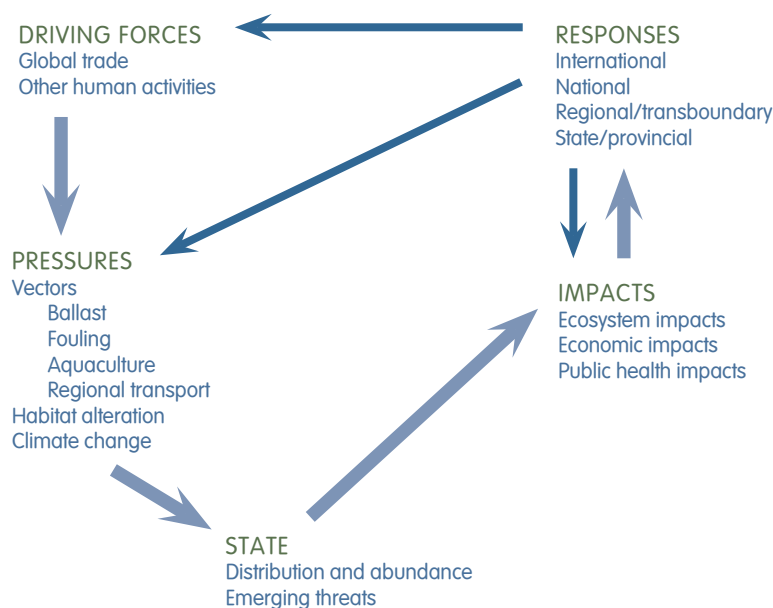 DRIVING FORCES
Global trade
Other human activities
RESPONSES
International
National
Regional/transboundary
State/provincial
PRESSURES
Vectors
Ballast
Fouling
Aquaculture
Regional transport
Habitat alteration
Climate change
IMPACTS
Ecosystem impacts
Economic impacts
Public health impacts
STATE
Distribution and abundance
Emerging threats